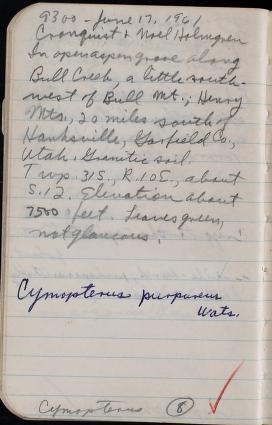 9300 - June 17, 1961
Cronquist & Noel Holmgren
In open aspen grove along
Bull Creek, a little south-
west of Bull Mt.; Henry
Mts., 20 miles south of
Hanksville, Garfield Co.,
Utah. Granitic soil.
Twp. 31S., R.10E., about
S.12. Elevation about
7500 feet. Leaves green,
not glaucous.
Cymopterus purpureus
Wats.
Cymopterus 8